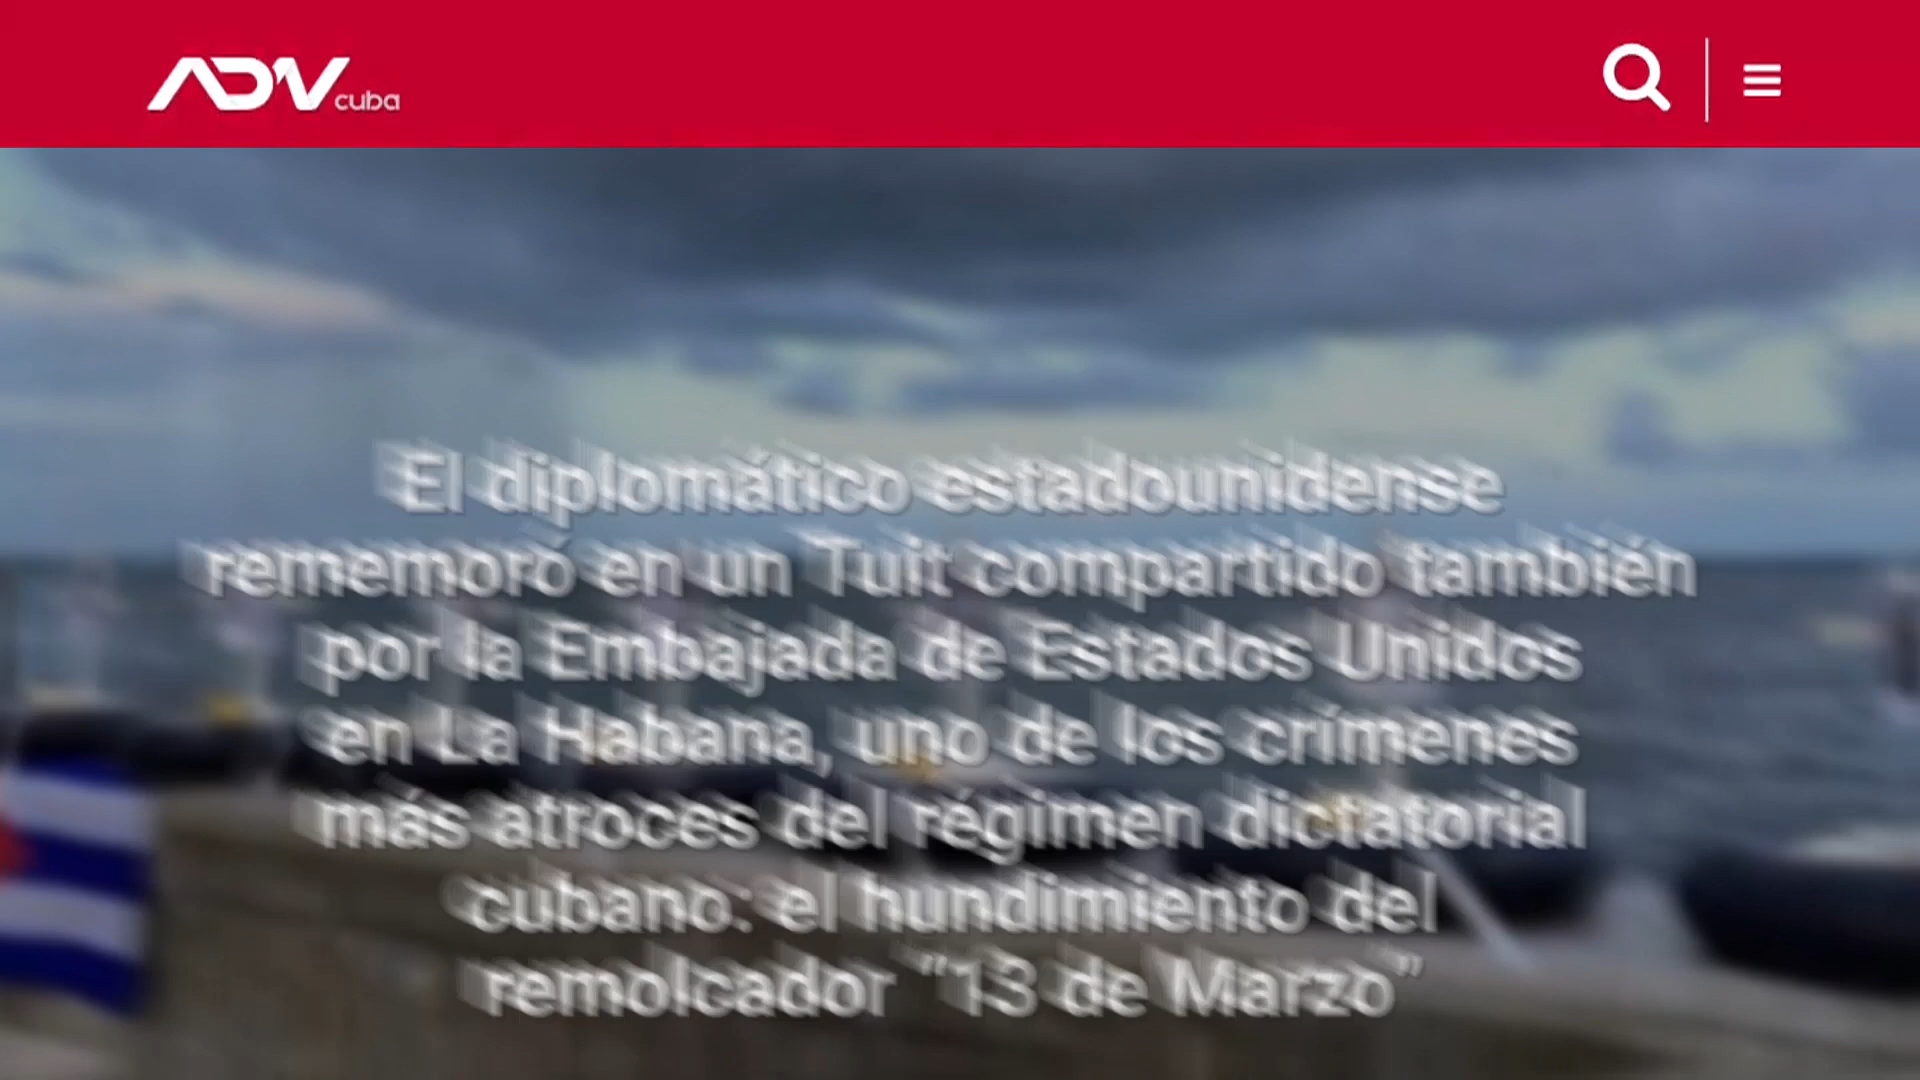 ADN cuba
El diplomático estadounidense
rememoró en un Tuit compartido también
por la Embajada de Estados Unidos
en La Habana, uno de los crímenes
más atroces del régimen dictatorial
cubano: el hundimiento del
remolcador “13 de Marzo”